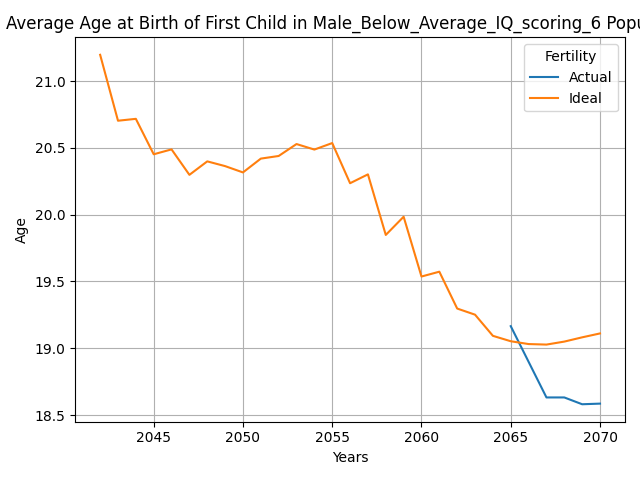 Average Age at Birth of First Child in Male_Below_Average_IQ_scoring_6
Fertility
Actual
Ideal
21.0
20.5
20.0
19.5
19.0
18.5
Age
2045 2050 2055 2060 2065 2070
Years